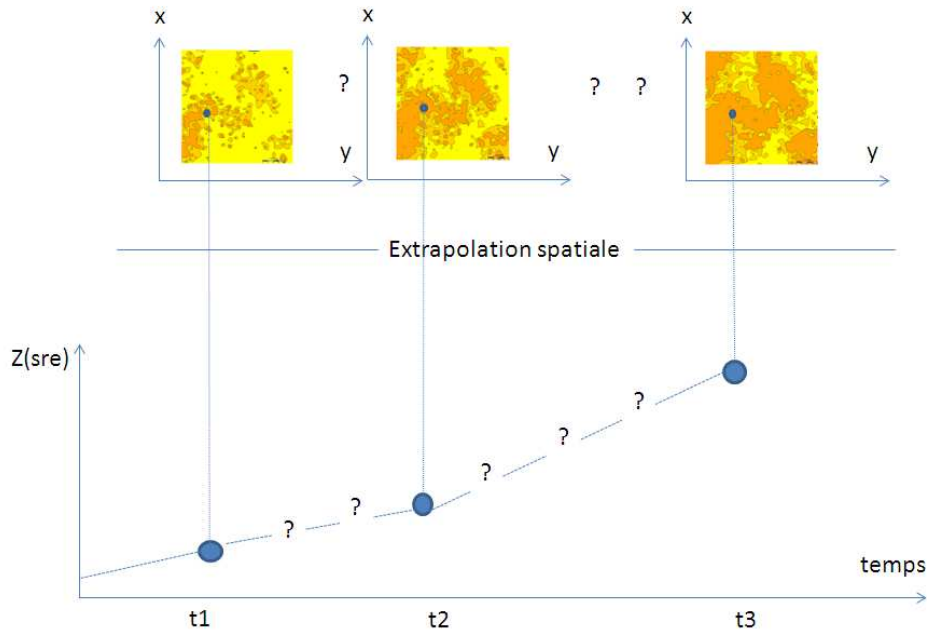 x
x
x
?
?
?
y
y
y
Extrapolation spatiale
Z(sre)
?
?
?
?
?
temps
t1
t2
t3